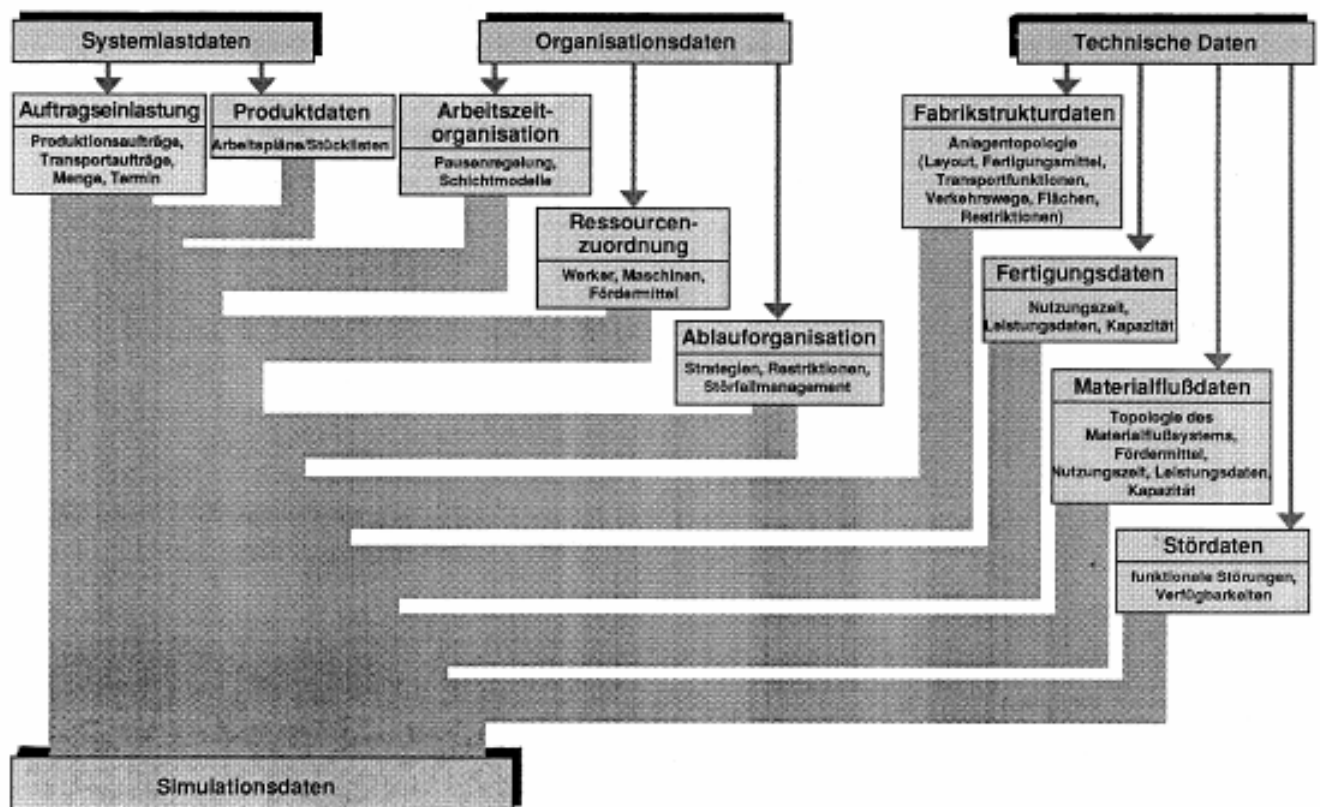 Systemlastdaten
Organisationsdaten
Technische Daten
Auftragseinlastung
Produktionsaufträge,
Transportaufträge,
Menge, Termin
Produktdaten
Arbeitspläne/Stücklisten
Arbeitszeit-
organisation
Pausenregelung,
Schichtmodelle
Ressourcen-
zuordnung
Werker, Maschinen,
Fördermittel
Ablauforganisation
Strategien, Restriktionen,
Störfallmanagement
Fabrikstrukturdaten
Anlagentopologie
(Layout, Fertigungsmittel,
Transportfunktionen,
Verkehrswege, Flächen,
Restriktionen)
Fertigungsdaten
Nutzungszeit,
Leistungsdaten, Kapazität
Materialflußdaten
Topologie des
Materialflußsystems,
Fördermittel,
Nutzungszeit, Leistungsdaten,
Kapazität
Stördaten
funktionale Störungen,
Verfügbarkeiten
Simulationsdaten